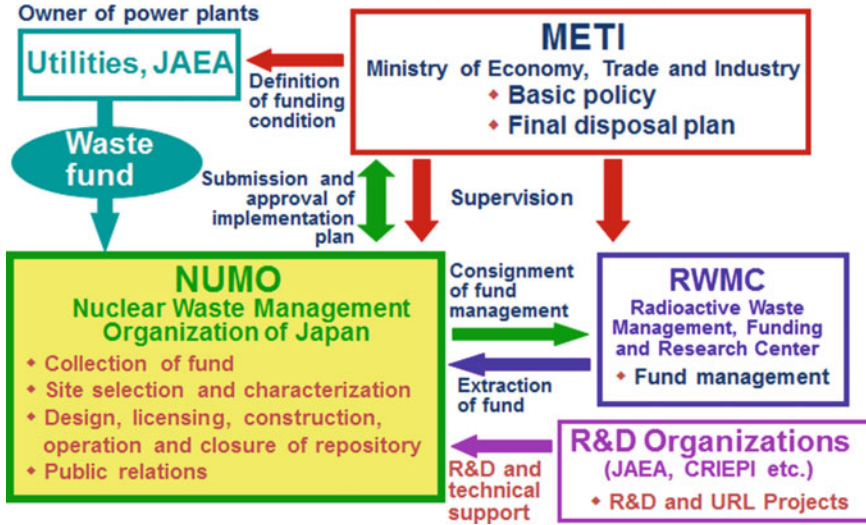 Owner of power plants
Utilities, JAEA
Definition
of funding
condition
METI
Ministry of Economy, Trade and Industry
Basic policy
Final disposal plan
Waste
fund
Submission and
approval of
implementation
plan
Supervision
NUMO
Nuclear Waste Management
Organization of Japan
Collection of fund
Site selection and characterization
Design, licensing, construction,
operation and closure of repository
Public relations
Consignment
of fund
management
Extraction
of fund
RWMC
Radioactive Waste
Management, Funding
and Research Center
Fund management
R&D and
technical
support
R&D Organizations
(JAEA, CRIEPI etc.)
R&D and URL Projects